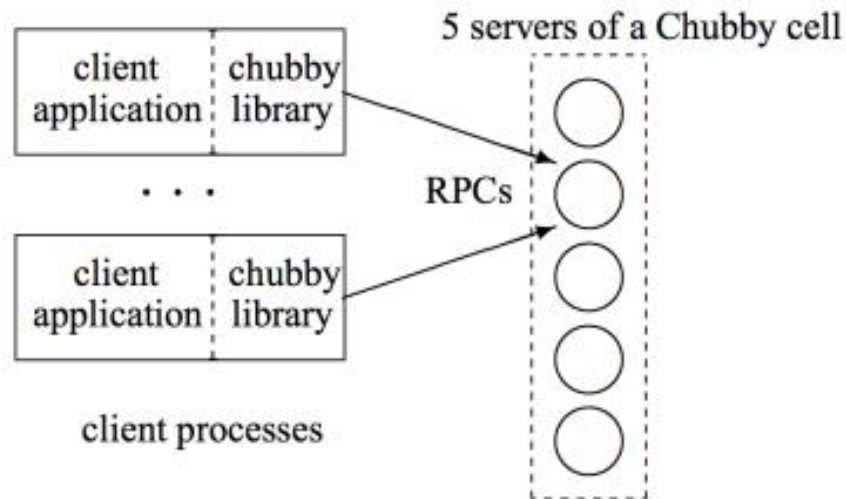 5 servers of a Chubby cell
client
application
chubby
library
. . .
RPCs
client
application
chubby
library
client processes